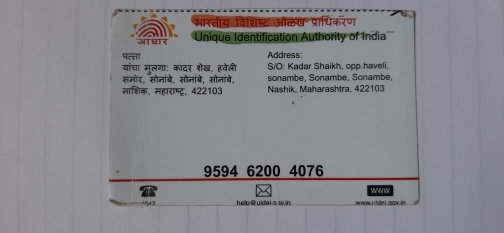 भारतीय विशिष्ट ओळख प्राधिकरण
Unique Identification Authority of India
आधार
पत्ता
यांचा मुलगा: कादर शेख, हवेली
समोर, सोनांबे, सोनांबे, सोनांबे,
नाशिक, महाराष्ट्र, 422103
Address:
S/O: Kadar Shaikh, opp.haveli,
sonambe, Sonambe, Sonambe,
Nashik, Maharashtra, 422103
9594 6200 4076
WWW
help@uidai.gov.in
www.uidai.gov.in